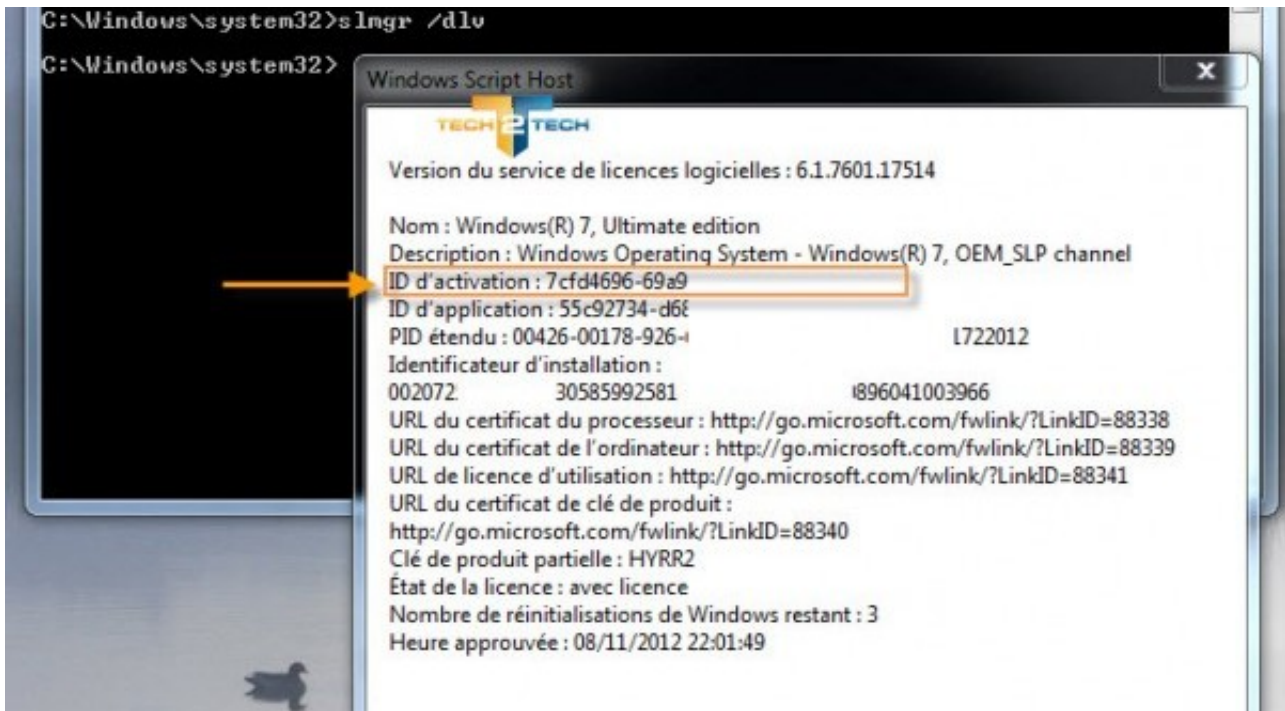 C:\Windows\system32>slmgr /dlv
C:\Windows\system32>
Windows Script Host
TECH 2 TECH
Version du service de licences logicielles : 6.1.7601.17514
Nom : Windows(R) 7, Ultimate edition
Description : Windows Operating System - Windows(R) 7, OEM_SLP channel
ID d'activation : 7cfd4696-69a9
ID d'application : 55c92734-d68
PID étendu : 00426-00178-926- 1722012
Identificateur d'installation :
002072 30585992581 896041003966
URL du certificat du processeur : http://go.microsoft.com/fwlink/?LinkID=88338
URL du certificat de l'ordinateur : http://go.microsoft.com/fwlink/?LinkID=88339
URL de licence d'utilisation : http://go.microsoft.com/fwlink/?LinkID=88341
URL du certificat de clé de produit :
http://go.microsoft.com/fwlink/?LinkID=88340
Clé de produit partielle : HYRR2
État de la licence : avec licence
Nombre de réinitialisations de Windows restant : 3
Heure approuvée : 08/11/2012 22:01:49